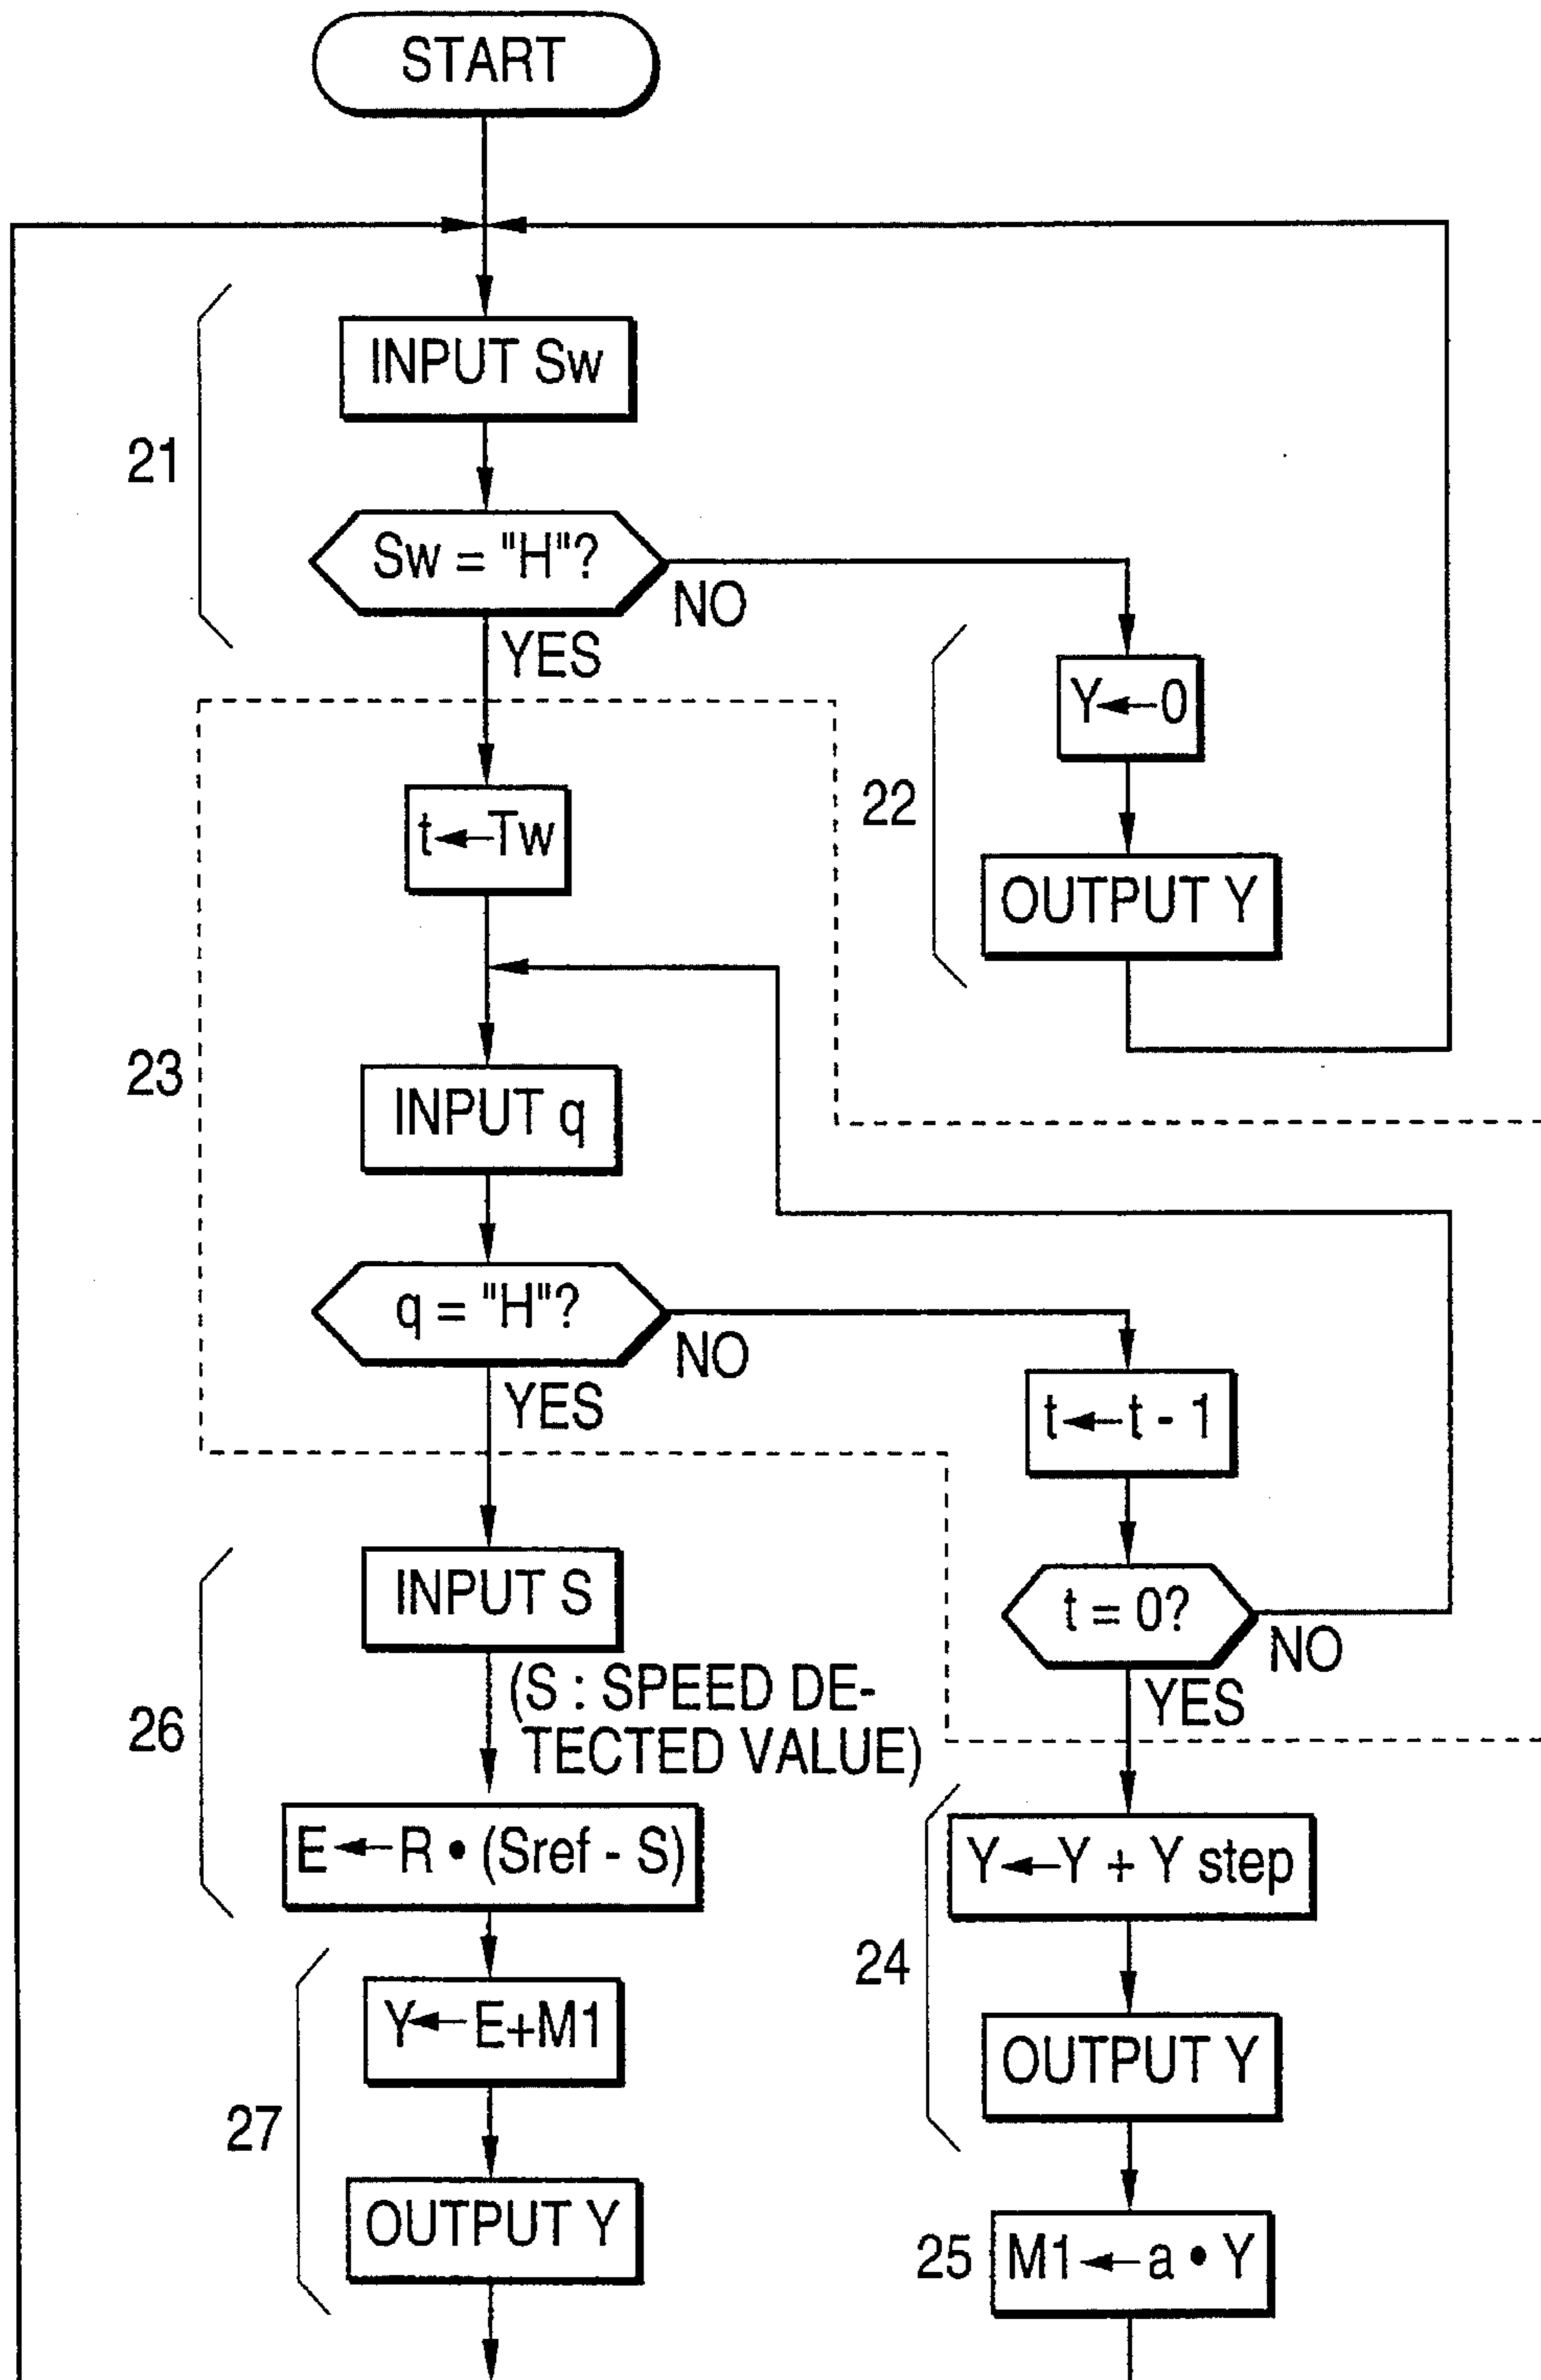 START
INPUT Sw
21
Sw = "H"?
NO
YES
Y←0
22
OUTPUT Y
t←Tw
23
INPUT q
q = "H"?
NO
YES
t←t - 1
t = 0?
NO
YES
INPUT S
(S : SPEED DE-
TECTED VALUE)
26
E←R • (Sref - S)
Y←Y + Y step
24
OUTPUT Y
Y←E+M1
27
OUTPUT Y
25
M1←a • Y